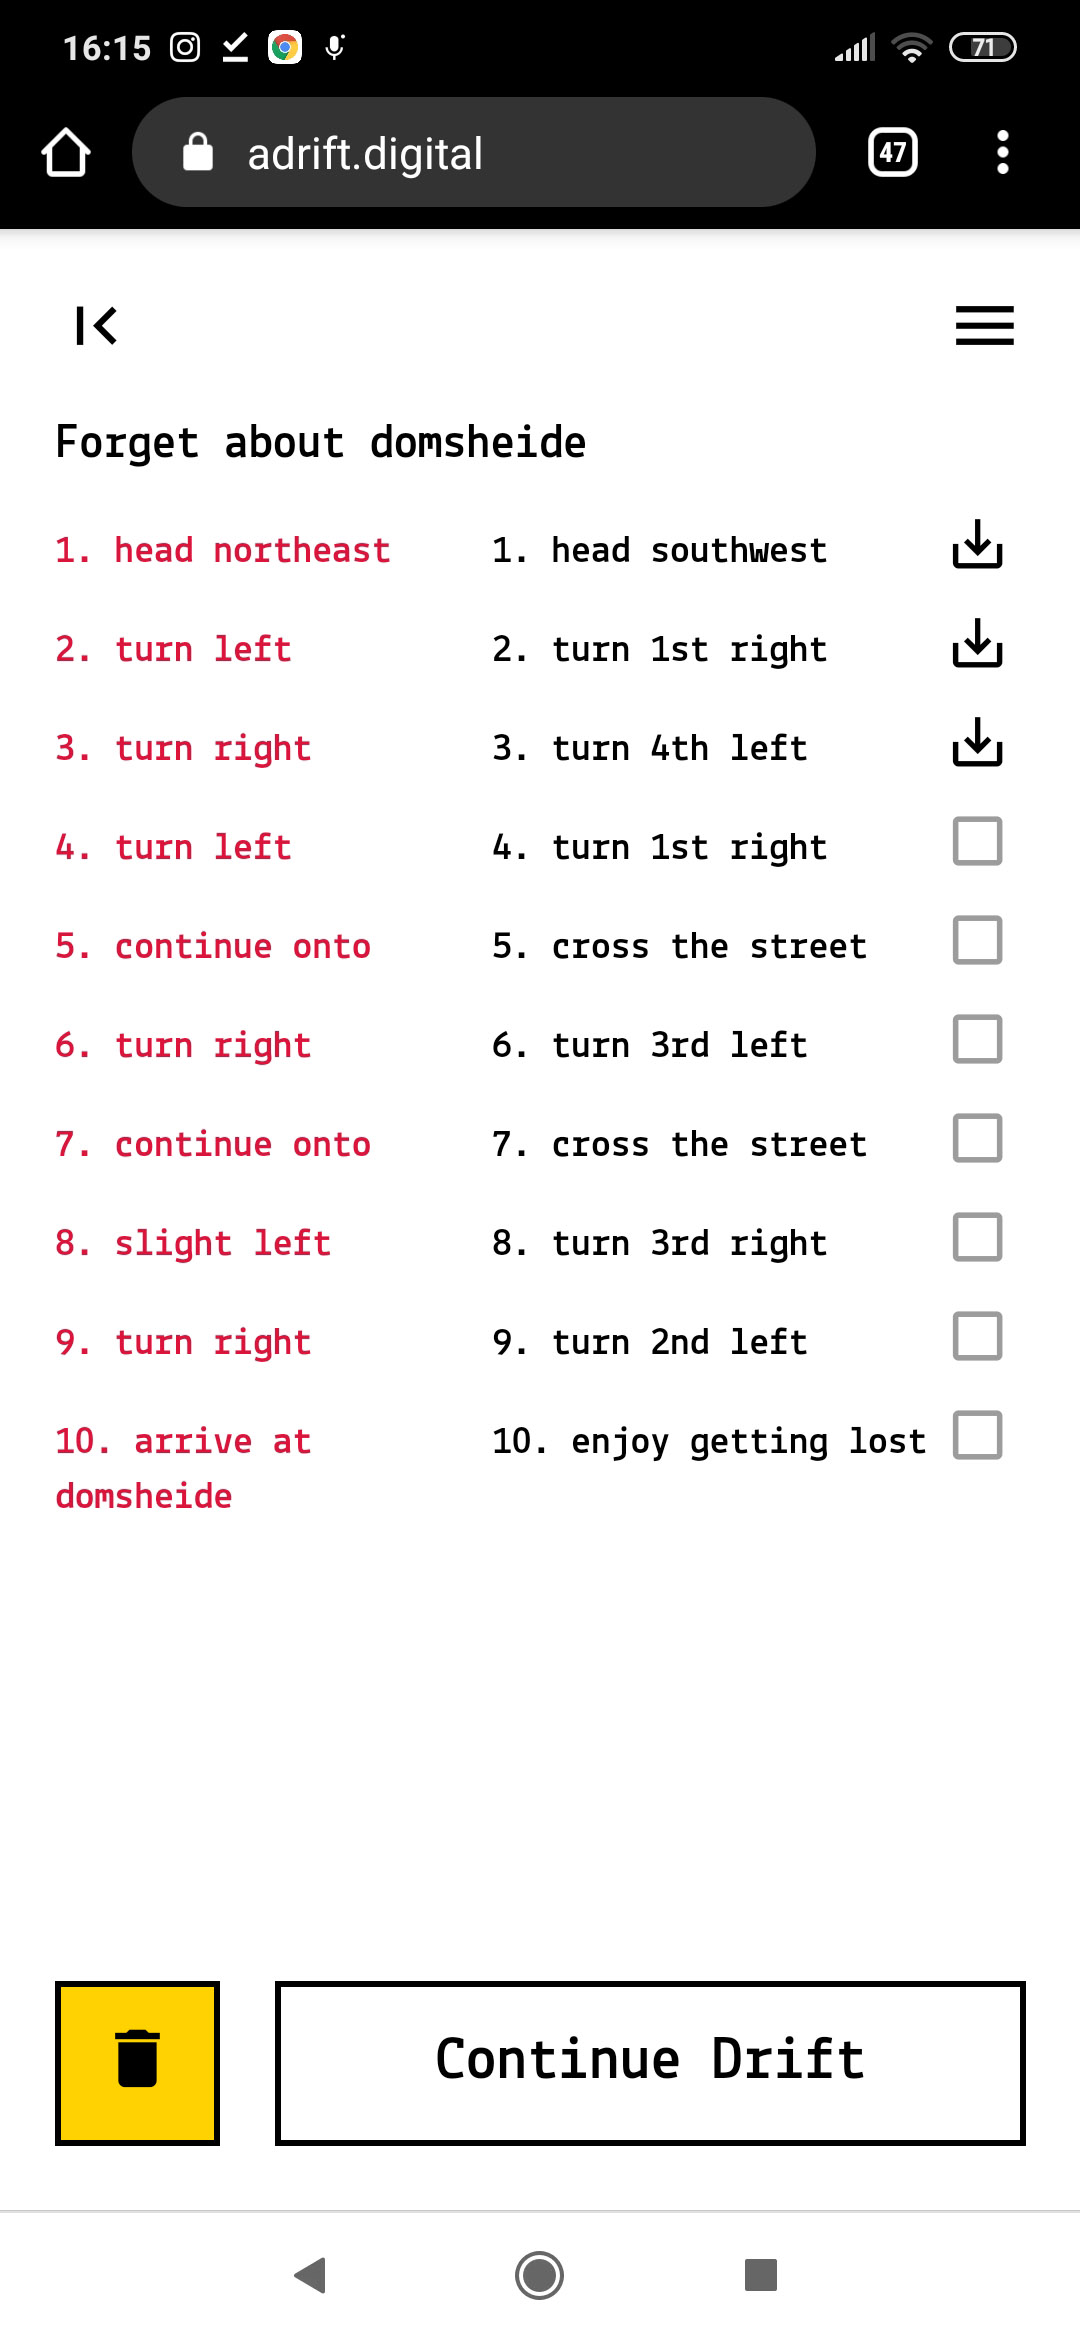 16:15
71
adrift.digital
47
Forget about domsheide
1. head northeast
1. head southwest
2. turn left
2. turn 1st right
3. turn right
3. turn 4th left
4. turn left
4. turn 1st right
5. continue onto
5. cross the street
6. turn right
6. turn 3rd left
7. continue onto
7. cross the street
8. slight left
8. turn 3rd right
9. turn right
9. turn 2nd left
10. arrive at
domsheide
10. enjoy getting lost
Continue Drift